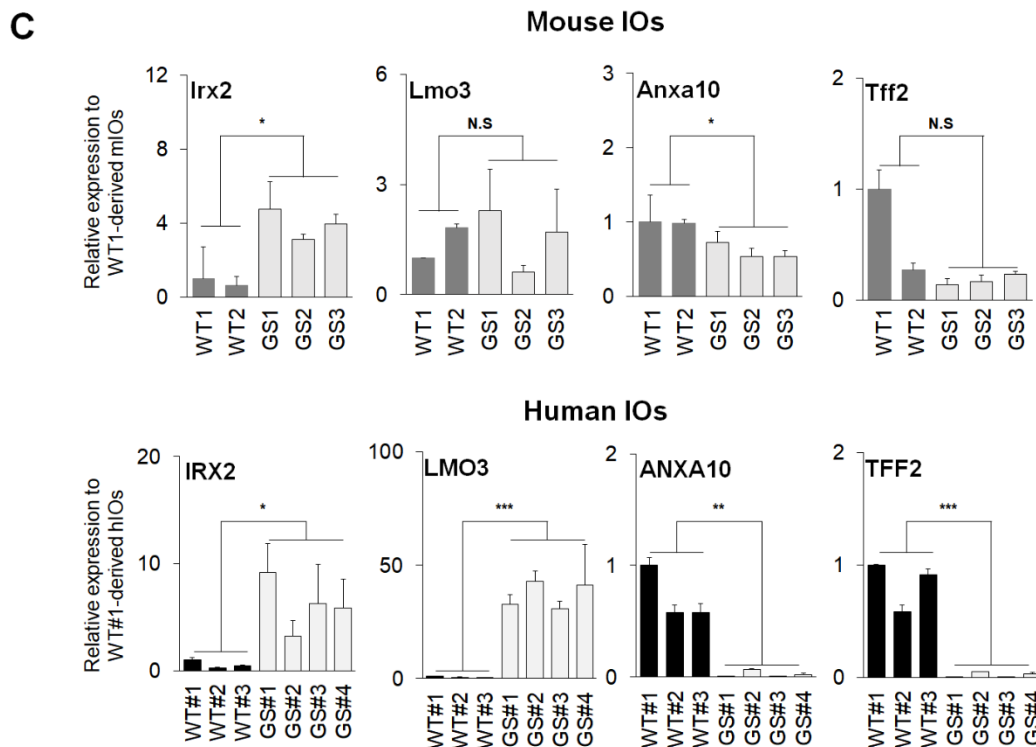 C
Mouse IOs
Relative expression to
WT1-derived mIOs
Irx2
12
8
4
0
*
WT1
WT2
GS1
GS2
GS3
Lmo3
6
3
0
N.S
WT1
WT2
GS1
GS2
GS3
Anxa10
3
2
1
0
*
WT1
WT2
GS1
GS2
GS3
Tff2
2
1
0
N.S
WT1
WT2
GS1
GS2
GS3
Human IOs
Relative expression to
WT#1-derived hIOs
IRX2
20
10
0
*
WT#1
WT#2
WT#3
GS#1
GS#2
GS#3
GS#4
LMO3
100
50
0
***
WT#1
WT#2
WT#3
GS#1
GS#2
GS#3
GS#4
ANXA10
2
1
0
**
WT#1
WT#2
WT#3
GS#1
GS#2
GS#3
GS#4
TFF2
2
1
0
***
WT#1
WT#2
WT#3
GS#1
GS#2
GS#3
GS#4